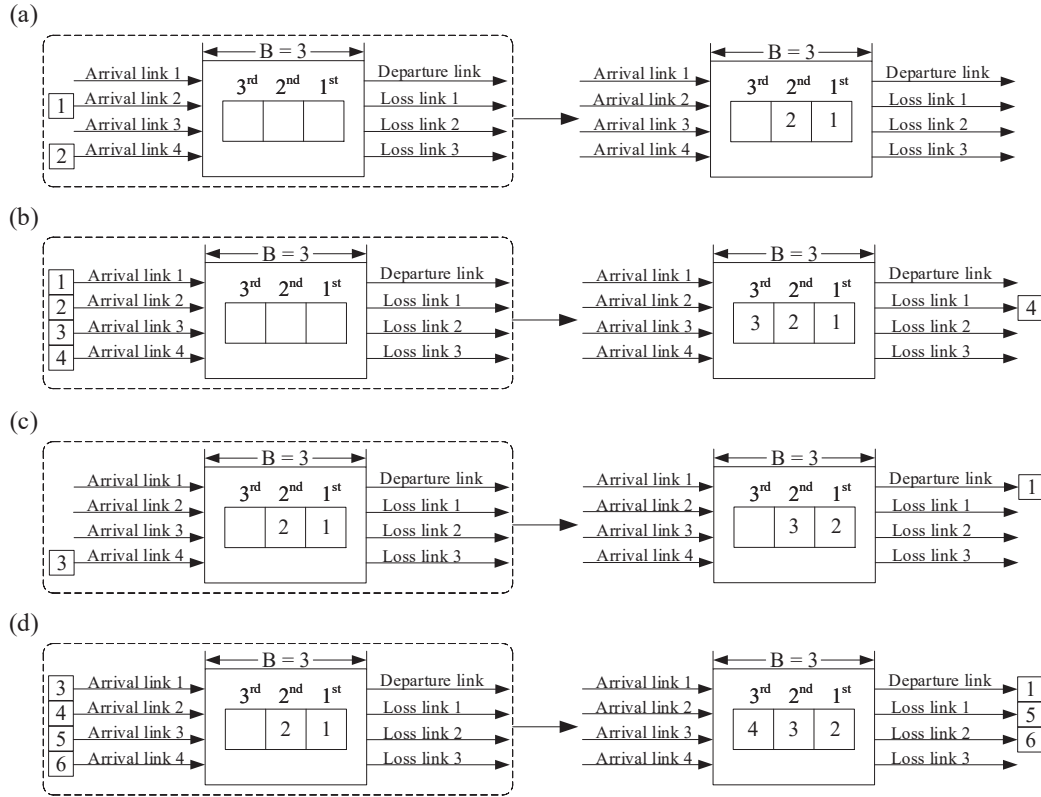 (a)
B = 3 B = 3
Arrival link 1 3rd 2nd 1st Departure link Arrival link 1 3rd 2nd 1st Departure link
1 Arrival link 2 Loss link 1 Arrival link 2 2 1 Loss link 1
Arrival link 3 Loss link 2 Arrival link 3 Loss link 2
2 Arrival link 4 Loss link 3 Arrival link 4 Loss link 3
(b)
B = 3 B = 3
1 Arrival link 1 3rd 2nd 1st Departure link Arrival link 1 3rd 2nd 1st Departure link
2 Arrival link 2 Loss link 1 Arrival link 2 3 2 1 Loss link 1 4
3 Arrival link 3 Loss link 2 Arrival link 3 Loss link 2
4 Arrival link 4 Loss link 3 Arrival link 4 Loss link 3
(c)
B = 3 B = 3
Arrival link 1 3rd 2nd 1st Departure link Arrival link 1 3rd 2nd 1st Departure link 1
Arrival link 2 2 1 Loss link 1 Arrival link 2 3 2 Loss link 1
Arrival link 3 Loss link 2 Arrival link 3 Loss link 2
3 Arrival link 4 Loss link 3 Arrival link 4 Loss link 3
(d)
B = 3 B = 3
3 Arrival link 1 3rd 2nd 1st Departure link Arrival link 1 3rd 2nd 1st Departure link 1
4 Arrival link 2 2 1 Loss link 1 Arrival link 2 4 3 2 Loss link 1 5
5 Arrival link 3 Loss link 2 Arrival link 3 Loss link 2 6
6 Arrival link 4 Loss link 3 Arrival link 4 Loss link 3